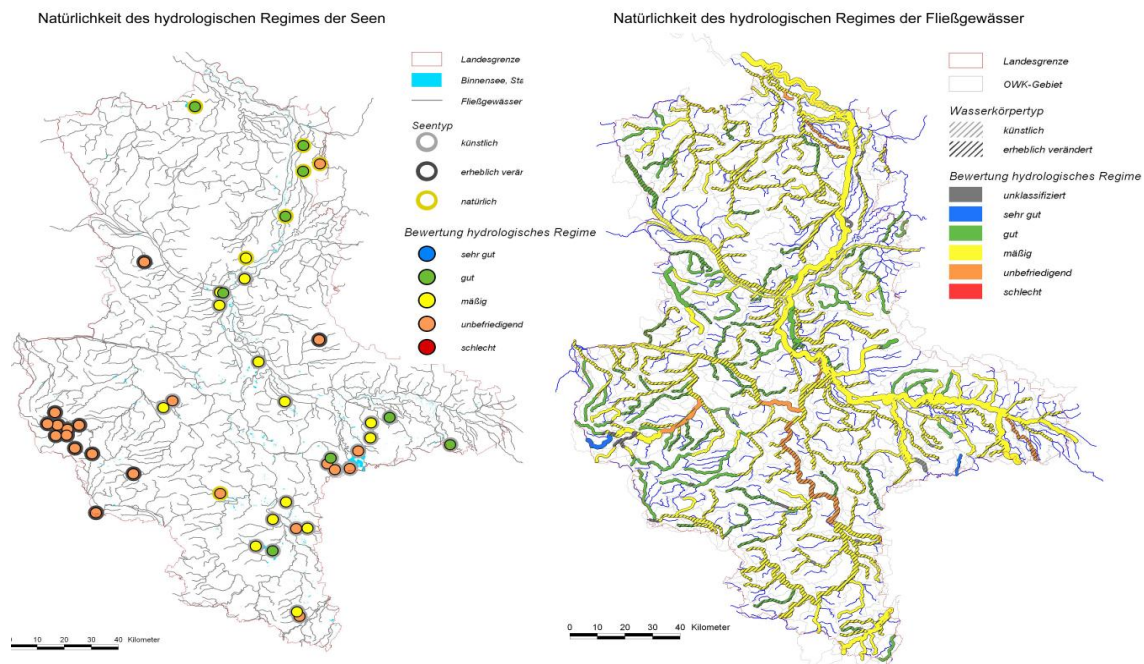 Natürlichkeit des hydrologischen Regimes der Seen
Landesgrenze
Binnensee, Sta
Fließgewässer
Seentyp
künstlich
erheblich verär
natürlich
Bewertung hydrologisches Regime
sehr gut
gut
mäßig
unbefriedigend
schlecht
0 10 20 30 40 Kilometer
Natürlichkeit des hydrologischen Regimes der Fließgewässer
Landesgrenze
OWK-Gebiet
Wasserkörpertyp
künstlich
erheblich verändert
Bewertung hydrologisches Regime
unklassifiziert
sehr gut
gut
mäßig
unbefriedigend
schlecht
0 10 20 30 40 Kilometer